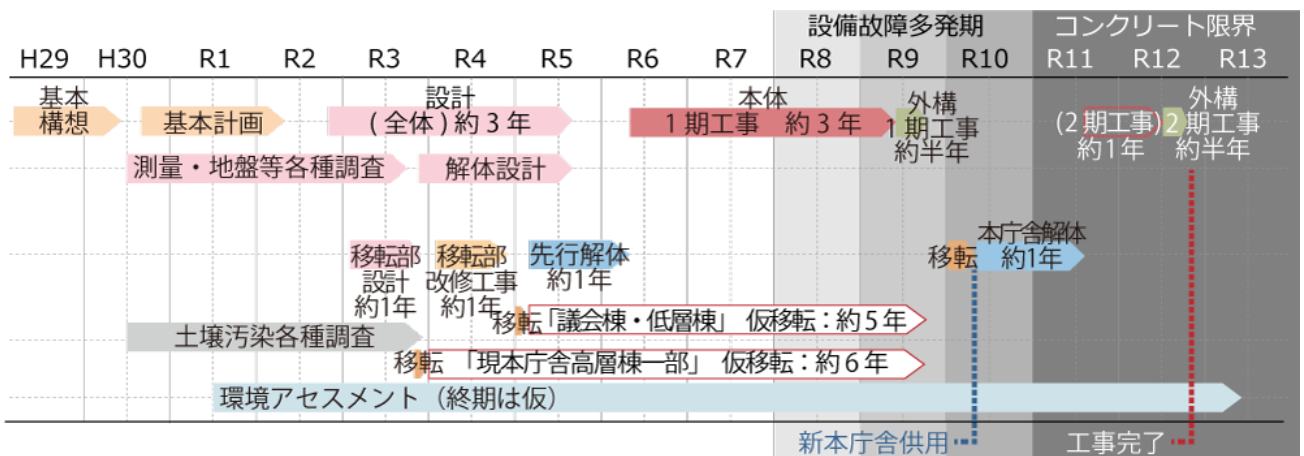 設備故障多発期
コンクリート限界
H29 H30 R1 R2 R3 R4 R5 R6 R7 R8 R9 R10 R11 R12 R13
基本
構想
基本計画
設計
(全体)約3年
本体
1期工事 約3年
外構
1期工事
約半年
(2期工事)
約1年
外構
2期工事
約半年
測量・地盤等各種調査
解体設計
移転部
設計
約1年
移転部
改修工事
約1年
先行解体
約1年
移転
本庁舎解体
約1年
移転「議会棟・低層棟」 仮移転:約5年
土壌汚染各種調査
移転 「現本庁舎高層棟一部」 仮移転:約6年
環境アセスメント(終期は仮)
新本庁舎供用
工事完了